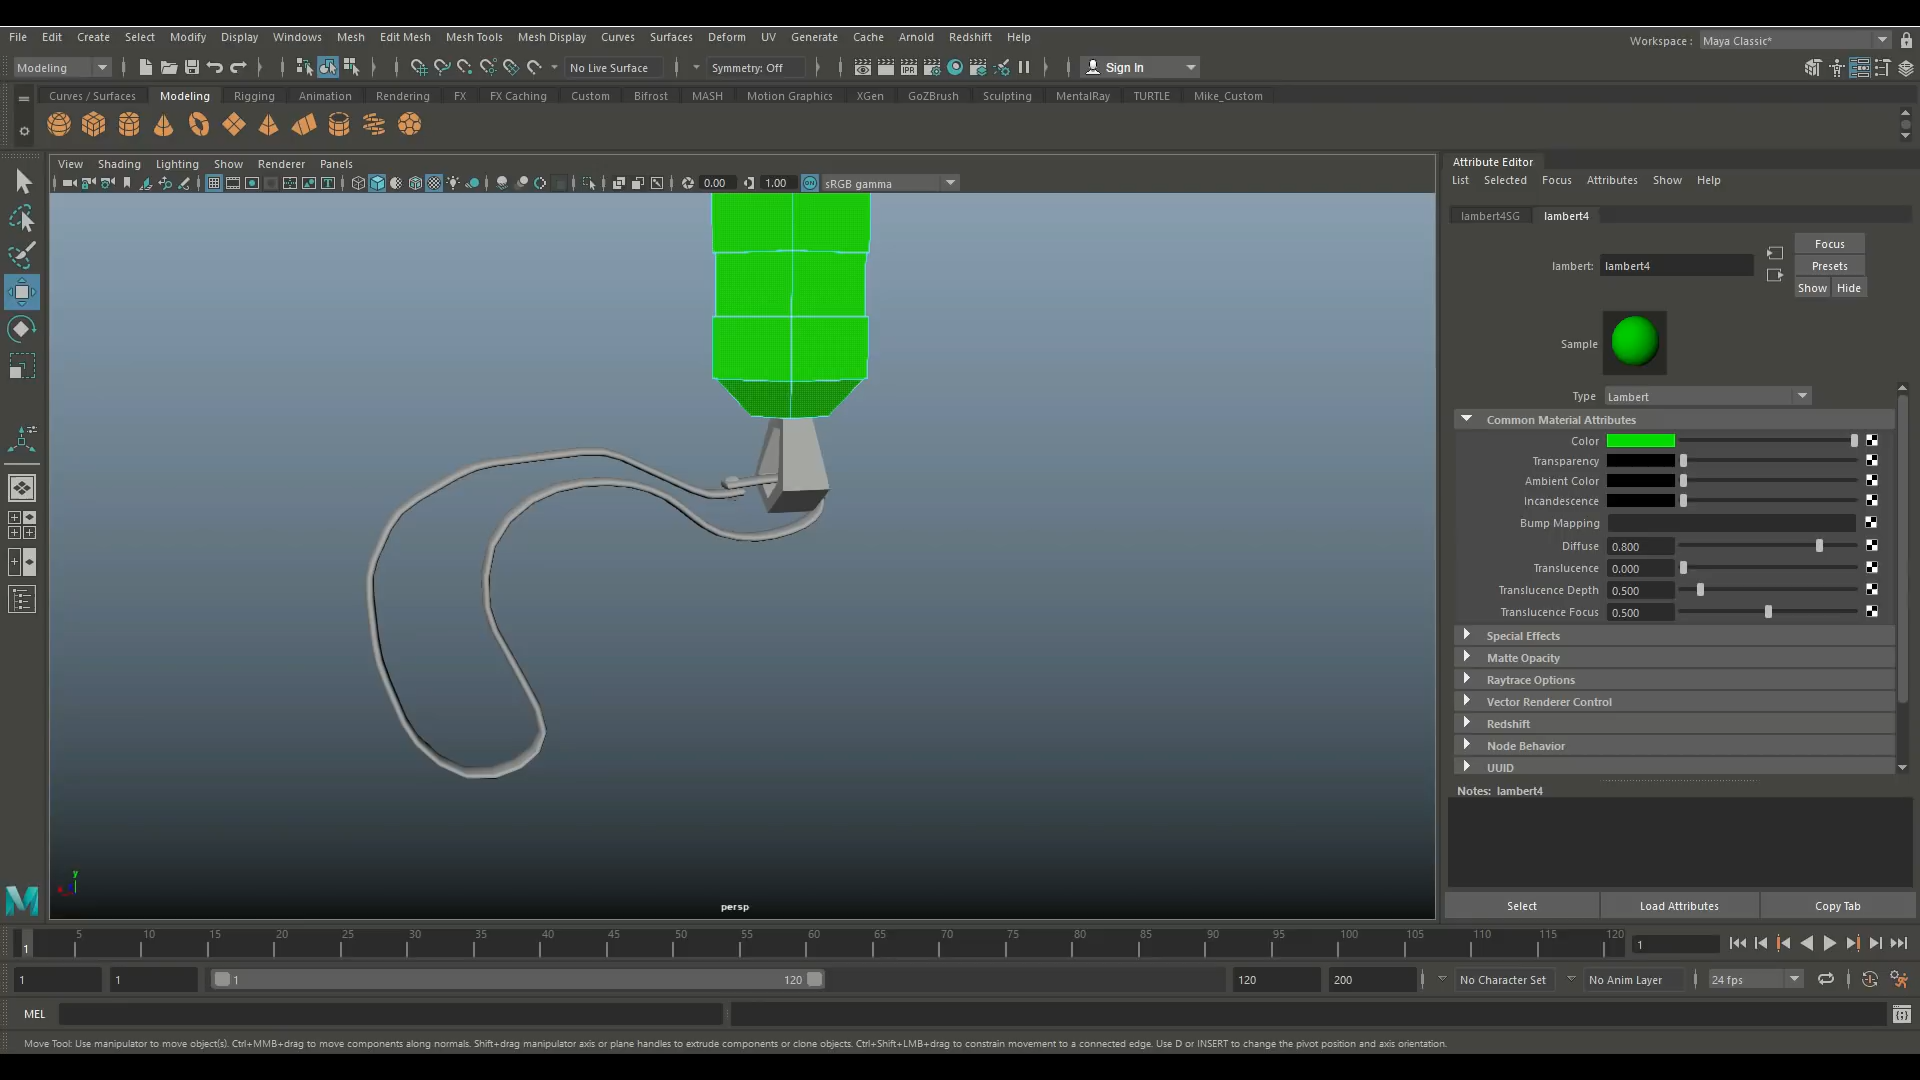 File Edit Create Select Modify Display Windows Mesh Edit Mesh Mesh Tools Mesh Display Curves Surfaces Deform UV Generate Cache Arnold Redshift Help
Workspace : Maya Classic*
Modeling No Live Surface Symmetry: Off IPR Sign In
Curves / Surfaces Modeling Rigging Animation Rendering FX FX Caching Custom Bifrost MASH Motion Graphics XGen GoZBrush Sculpting MentalRay TURTLE Mike_Custom
View Shading Lighting Show Renderer Panels
0.00 1.00 ON sRGB gamma
Attribute Editor
List Selected Focus Attributes Show Help
lambert4SG lambert4
Focus
lambert: lambert4 Presets
Show Hide
Sample
Type Lambert
Common Material Attributes
Color
Transparency
Ambient Color
Incandescence
Bump Mapping
Diffuse 0.800
Translucence 0.000
Translucence Depth 0.500
Translucence Focus 0.500
Special Effects
Matte Opacity
Raytrace Options
Vector Renderer Control
Redshift
Node Behavior
UUID
Notes: lambert4
Select Load Attributes Copy Tab
y
persp
1 5 10 15 20 25 30 35 40 45 50 55 60 65 70 75 80 85 90 95 100 105 110 115 120 1
1 1 1 120 120 200 No Character Set No Anim Layer 24 fps
MEL
Move Tool: Use manipulator to move object(s). Ctrl+MMB+drag to move components along normals. Shift+drag manipulator axis or plane handles to extrude components or clone objects. Ctrl+Shift+LMB+drag to constrain movement to a connected edge. Use D or INSERT to change the pivot position and axis orientation.